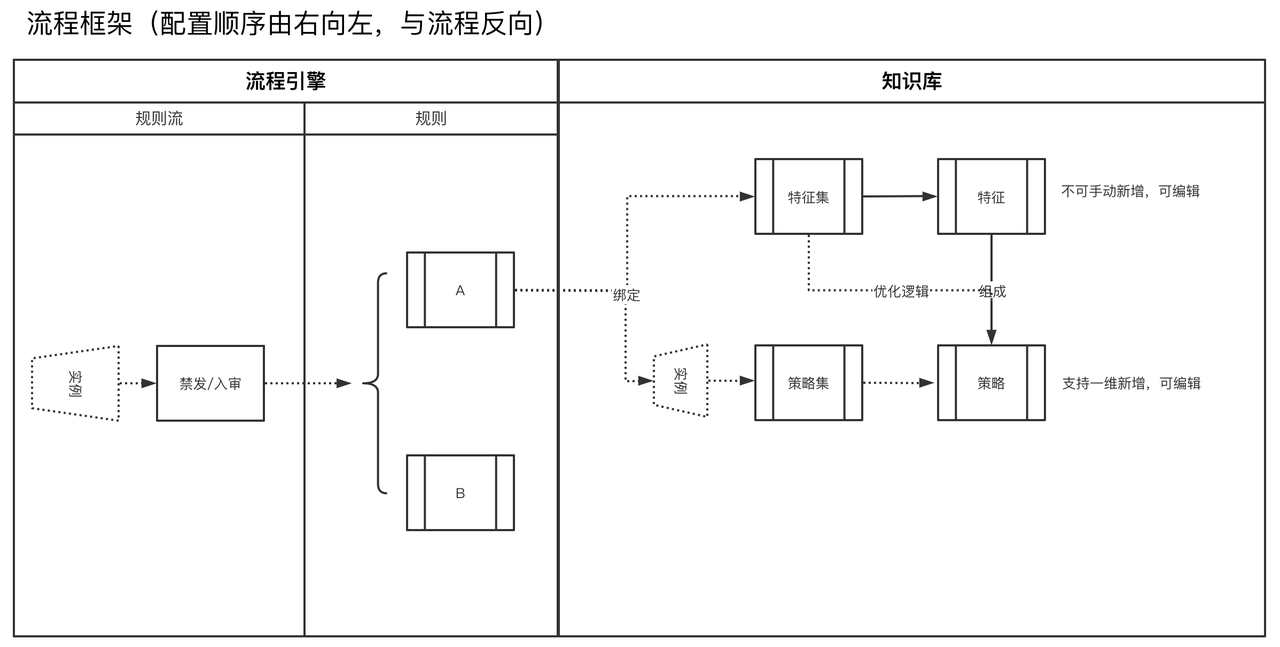 流程框架（配置顺序由右向左，与流程反向）
流程引擎
知识库
规则流
规则
特征集
特征
不可手动新增，可编辑
A
绑定
优化逻辑
组成
实例
禁发/入审
实例
策略集
策略
支持一维新增，可编辑
B